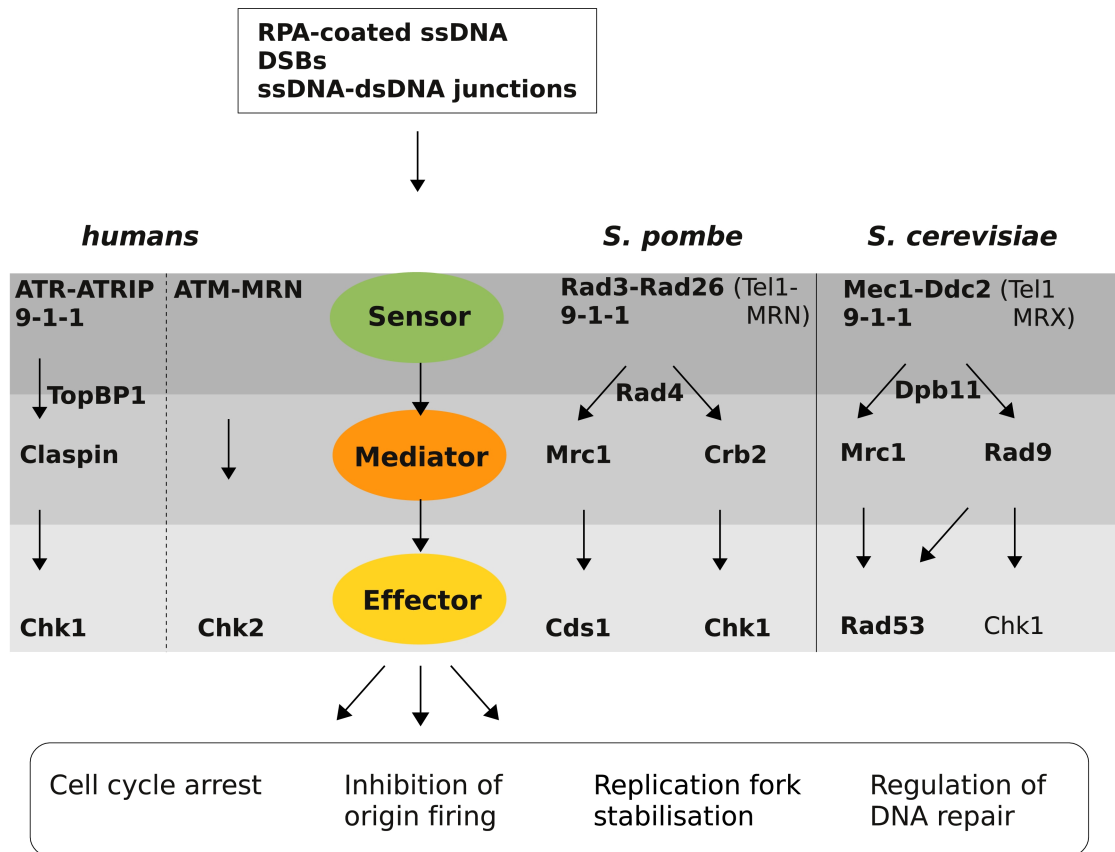 RPA-coated ssDNA
DSBs
ssDNA-dsDNA junctions
humans
S. pombe
S. cerevisiae
ATR-ATRIP
9-1-1
ATM-MRN
Sensor
Rad3-Rad26 (Tel1-
9-1-1 MRN)
Mec1-Ddc2 (Tel1
9-1-1 MRX)
TopBP1
Rad4
Dpb11
Claspin
Mediator
Mrc1
Crb2
Mrc1
Rad9
Chk1
Chk2
Effector
Cds1
Chk1
Rad53
Chk1
Cell cycle arrest
Inhibition of
origin firing
Replication fork
stabilisation
Regulation of
DNA repair